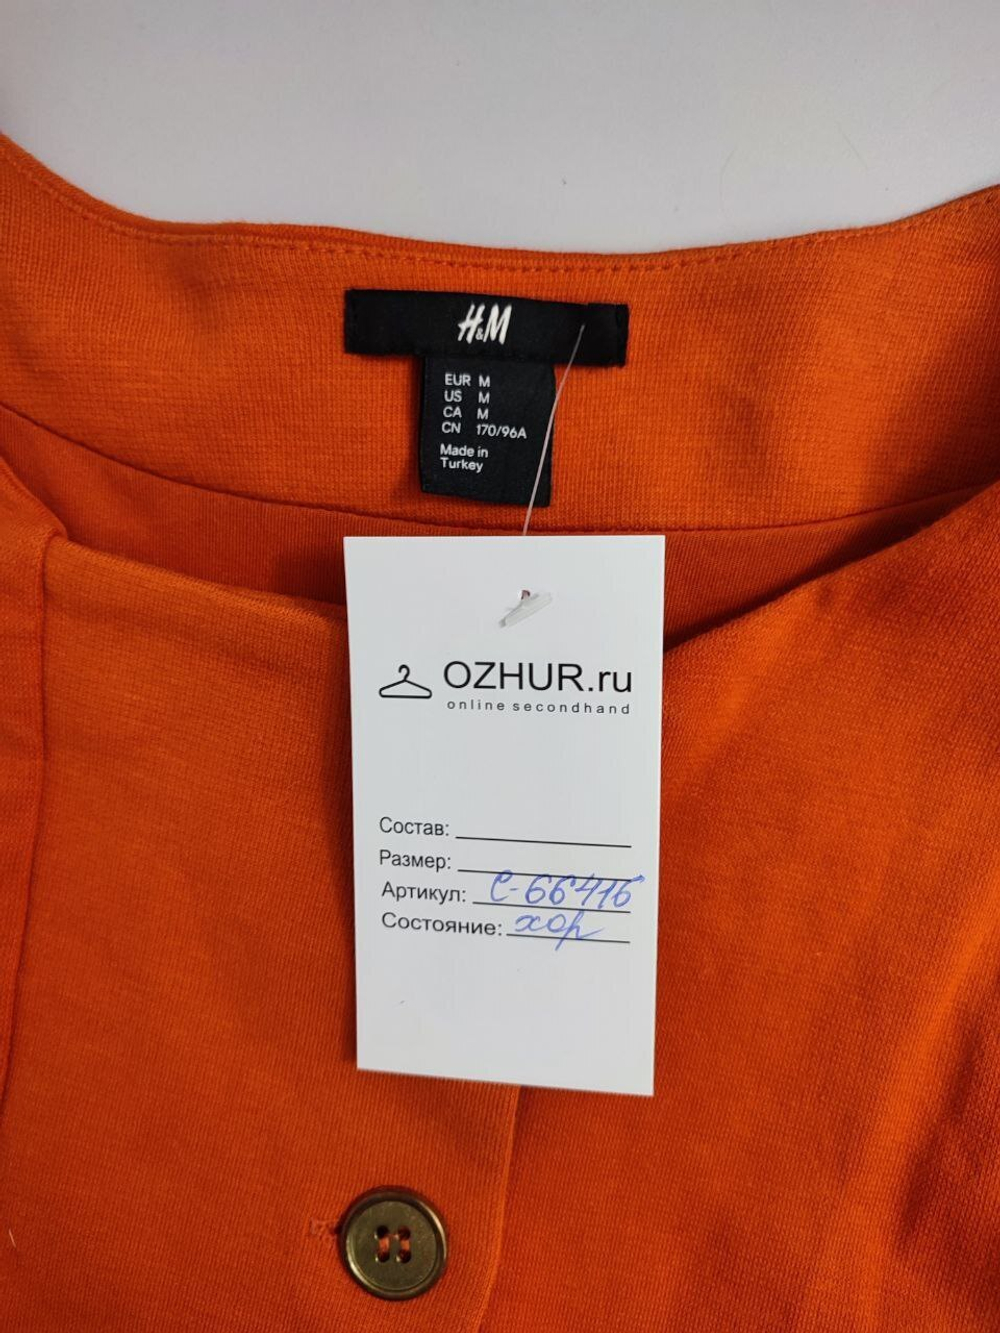 H&M
EUR M
US M
CA M
CN 170/96A
Made in
Turkey
OZHUR.ru
online secondhand
Состав:
Размер:
Артикул: С-66416
Состояние: хор